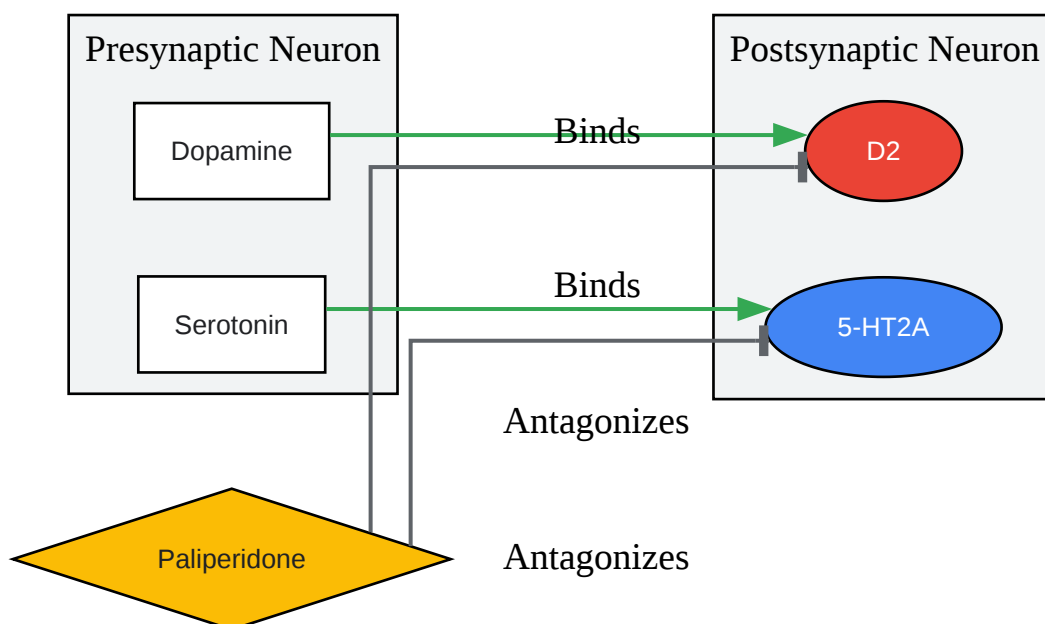 Presynaptic Neuron
Postsynaptic Neuron
Dopamine
Binds
D2
Serotonin
Binds
5-HT2A
Antagonizes
Paliperidone
Antagonizes